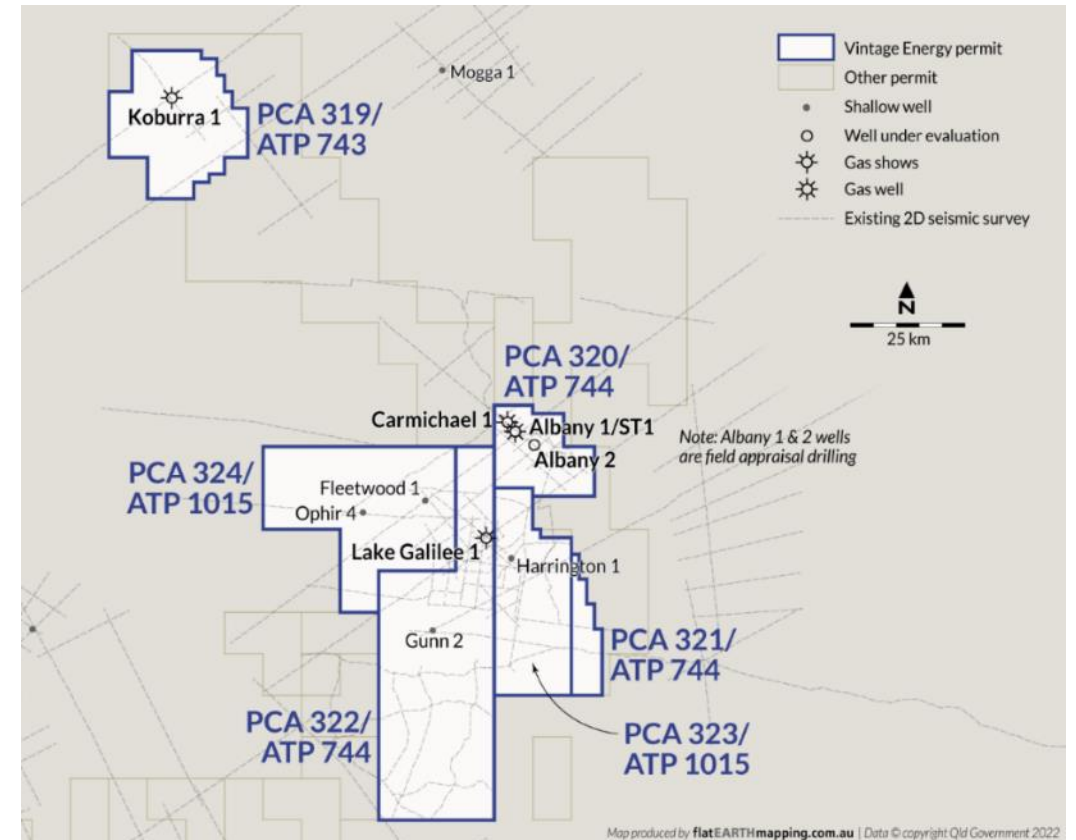 Mogga 1
Koburra 1
PCA 319/
ATP 743
Vintage Energy permit
Other permit
Shallow well
Well under evaluation
Gas shows
Gas well
Existing 2D seismic survey
N
25 km
PCA 320/
ATP 744
Carmichael 1
Albany 1/ST1
Albany 2
Note: Albany 1 & 2 wells
are field appraisal drilling
PCA 324/
ATP 1015
Fleetwood 1
Ophir 4
Lake Galilee 1
Harrington 1
Gunn 2
PCA 321/
ATP 744
PCA 322/
ATP 744
PCA 323/
ATP 1015
Map produced by flatEARTHmapping.com.au | Data © copyright Qld Government 2022